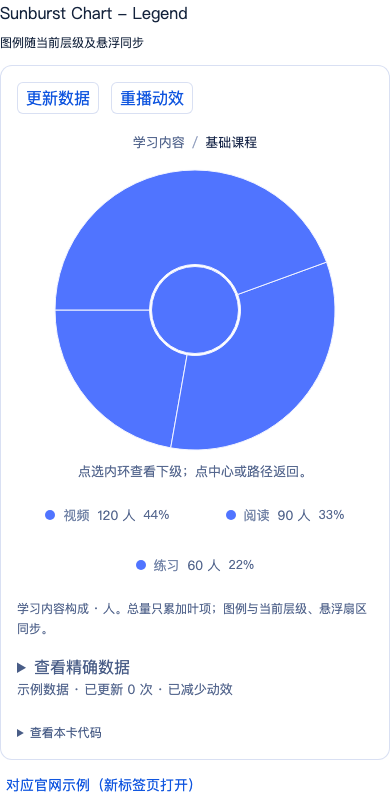 Sunburst Chart – Legend
图例随当前层级及悬浮同步
更新数据 重播动效
学习内容 / 基础课程
点选内环查看下级；点中心或路径返回。
视频 120 人 44% 阅读 90 人 33%
练习 60 人 22%
学习内容构成 · 人。总量只累加叶项；图例与当前层级、悬浮扇区
同步。
▶ 查看精确数据
示例数据 · 已更新 0 次 · 已减少动效
▶ 查看本卡代码
对应官网示例（新标签页打开）